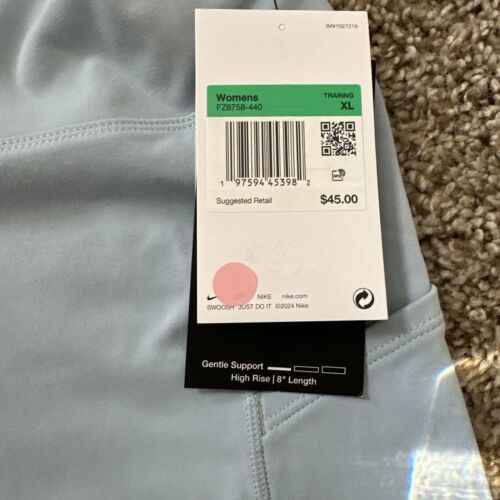 IM#1027219
Womens TRAINNG
FZ6758-440 XL
1 97594 45398 2
Suggested Retail $45.00
NIKE nike.com
SWOOSH JUST DO IT ©2024 Nike
Gentle Support
High Rise | 8" Length